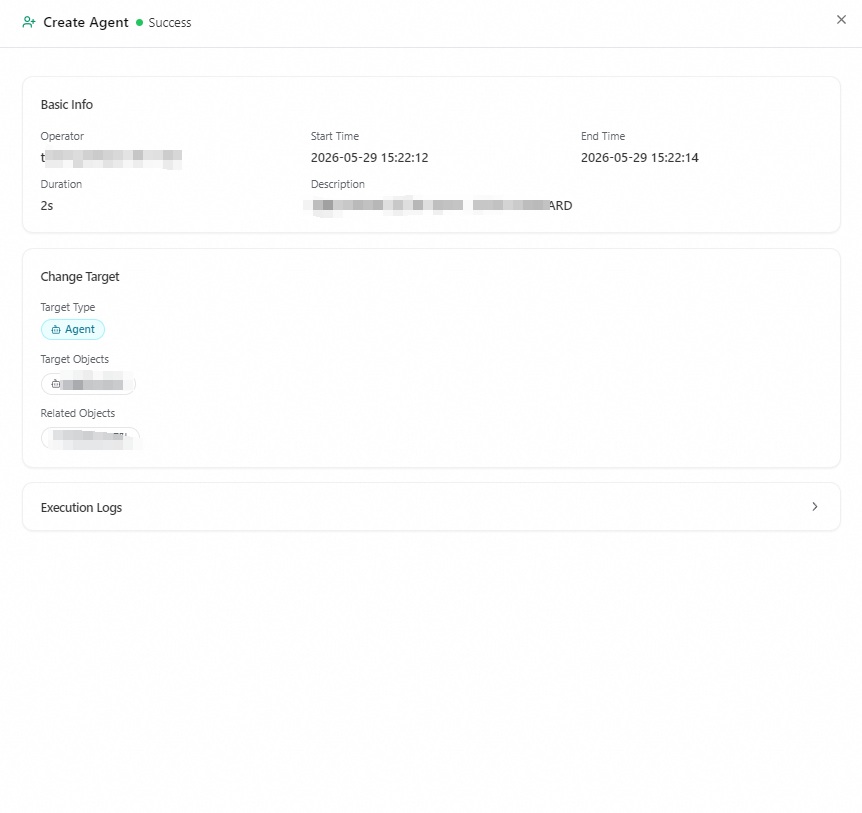 Create Agent Success
Basic Info
Operator Start Time End Time
2026-05-29 15:22:12 2026-05-29 15:22:14
Duration Description
2s
Change Target
Target Type
Agent
Target Objects
Related Objects
Execution Logs